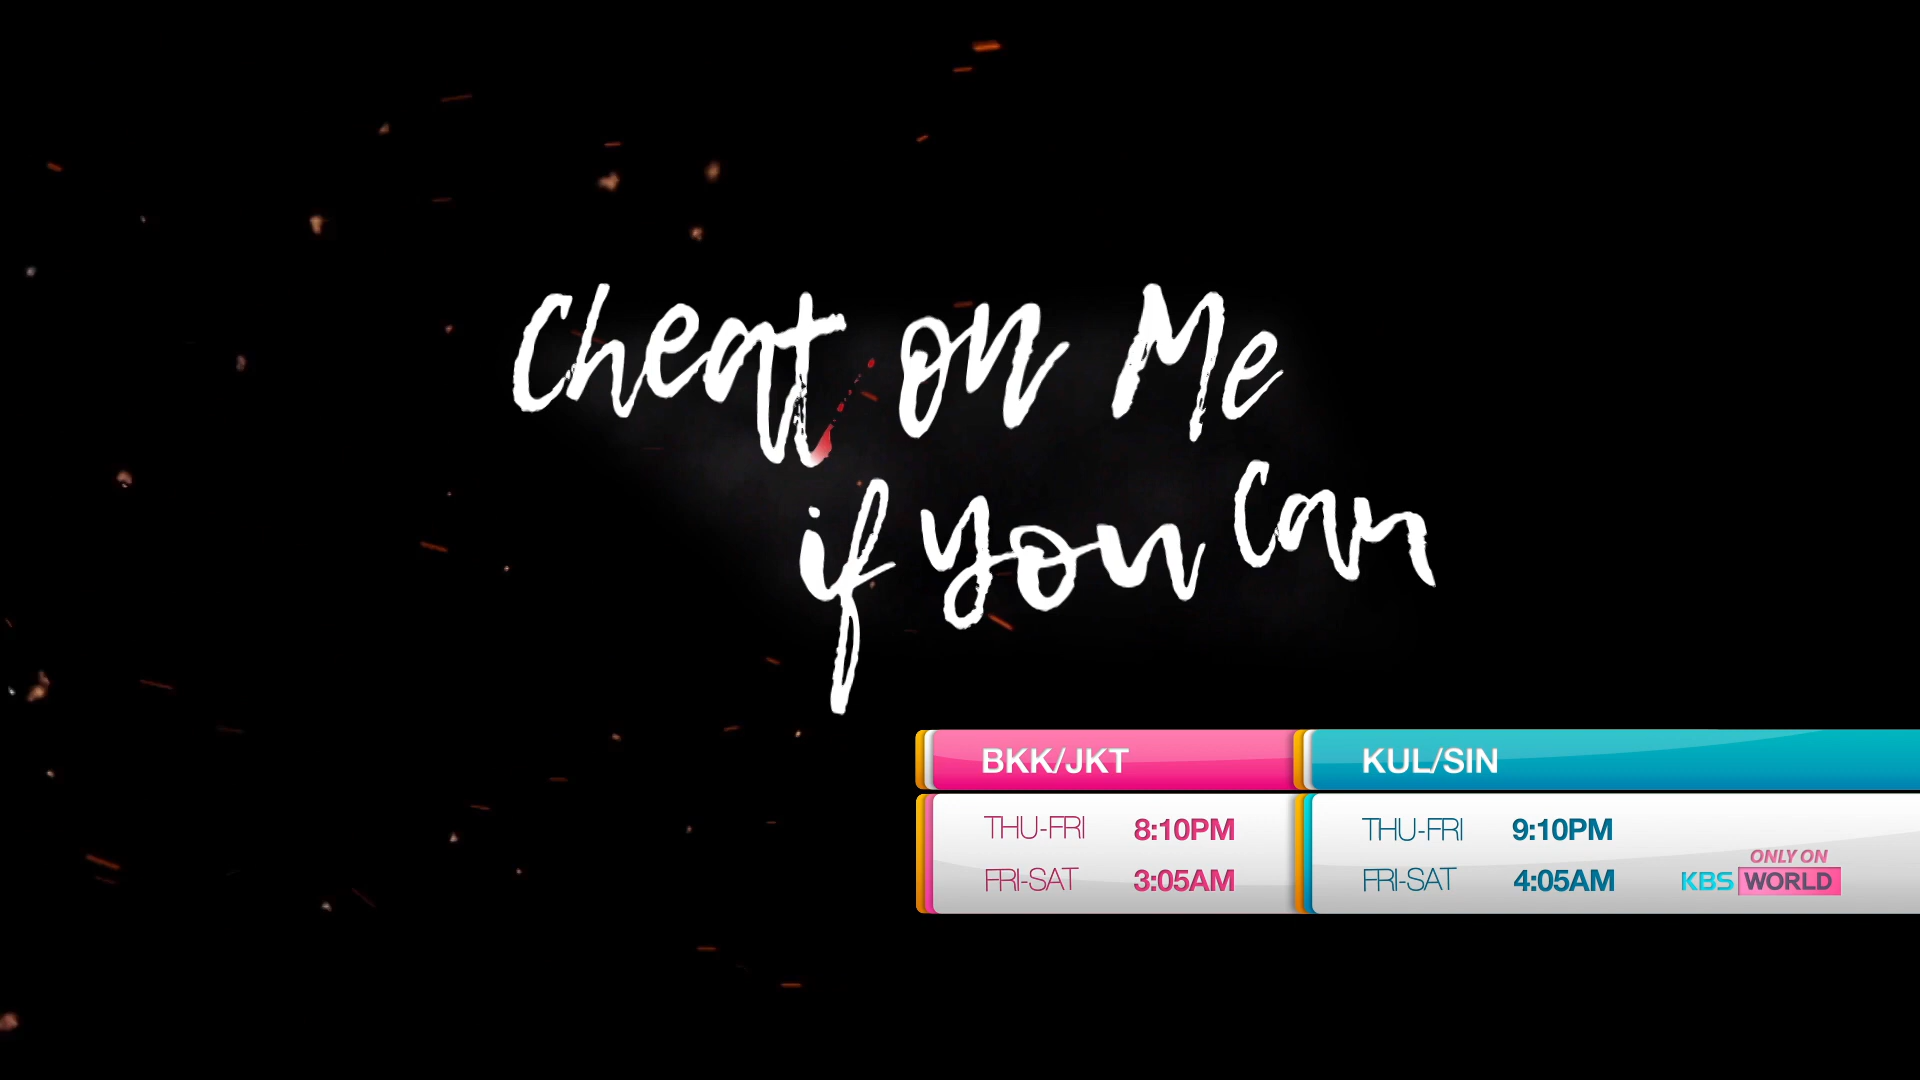 Cheat on Me
if you Can
BKK/JKT
THU-FRI 8:10PM
FRI-SAT 3:05AM
KUL/SIN
THU-FRI 9:10PM
FRI-SAT 4:05AM
ONLY ON
KBS WORLD